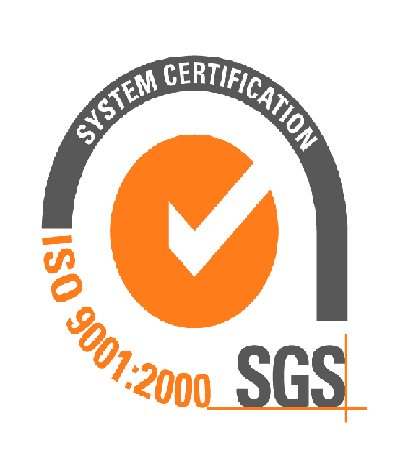 SYSTEM CERTIFICATION
ISO 9001:2000
SGS